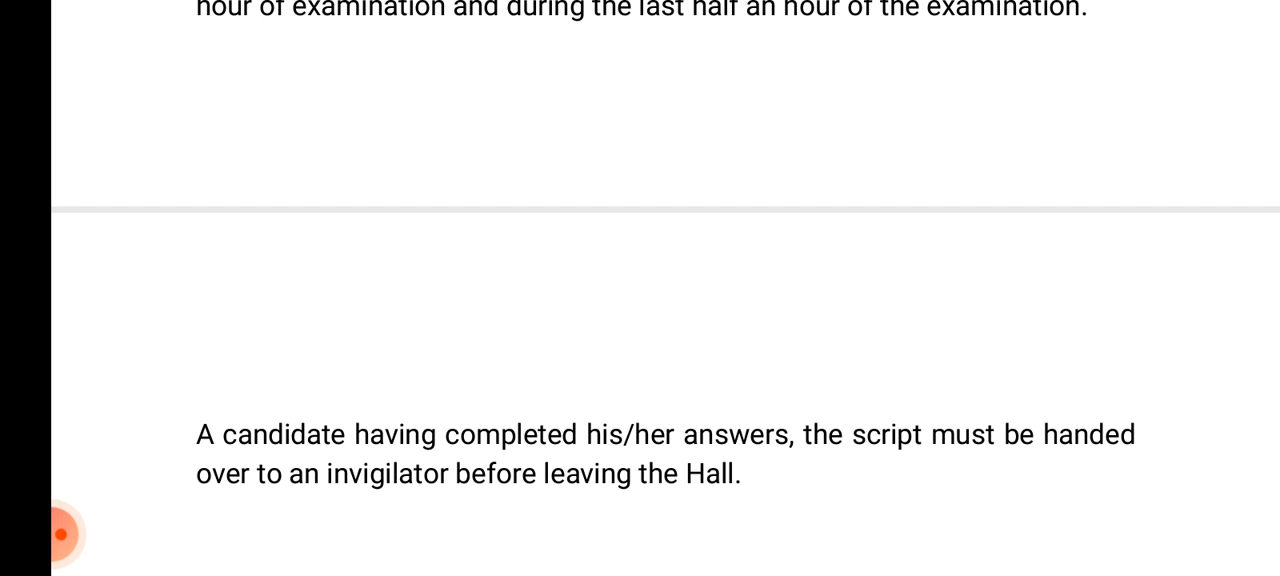 hour of examination and during the last half an hour of the examination.
A candidate having completed his/her answers, the script must be handed
over to an invigilator before leaving the Hall.